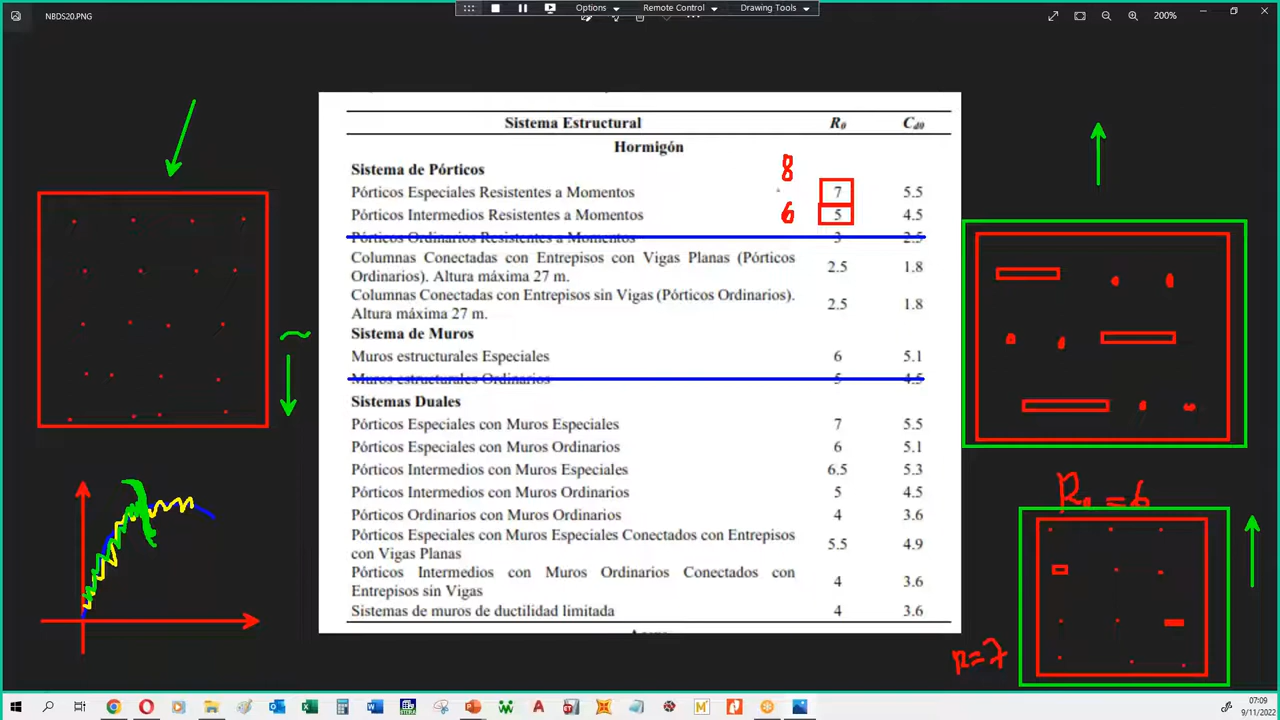 NBDS20.PNG
Options
Remote Control
Drawing Tools
200%
Sistema Estructural R0 Cd0
Hormigón
Sistema de Pórticos
8
Pórticos Especiales Resistentes a Momentos 7 5.5
Pórticos Intermedios Resistentes a Momentos 6 5 4.5
Pórticos Ordinarios Resistentes a Momentos 3 2.5
Columnas Conectadas con Entrepisos con Vigas Planas (Pórticos
Ordinarios). Altura máxima 27 m. 2.5 1.8
Columnas Conectadas con Entrepisos sin Vigas (Pórticos Ordinarios).
Altura máxima 27 m. 2.5 1.8
Sistema de Muros
Muros estructurales Especiales 6 5.1
Muros estructurales Ordinarios 5 4.5
Sistemas Duales
Pórticos Especiales con Muros Especiales 7 5.5
Pórticos Especiales con Muros Ordinarios 6 5.1
Pórticos Intermedios con Muros Especiales 6.5 5.3
Pórticos Intermedios con Muros Ordinarios 5 4.5
Pórticos Ordinarios con Muros Ordinarios 4 3.6
Pórticos Especiales con Muros Especiales Conectados con Entrepisos
con Vigas Planas 5.5 4.9
Pórticos Intermedios con Muros Ordinarios Conectados con
Entrepisos sin Vigas 4 3.6
Sistemas de muros de ductilidad limitada 4 3.6
R0 = 6
R=7
07:09
9/11/2022